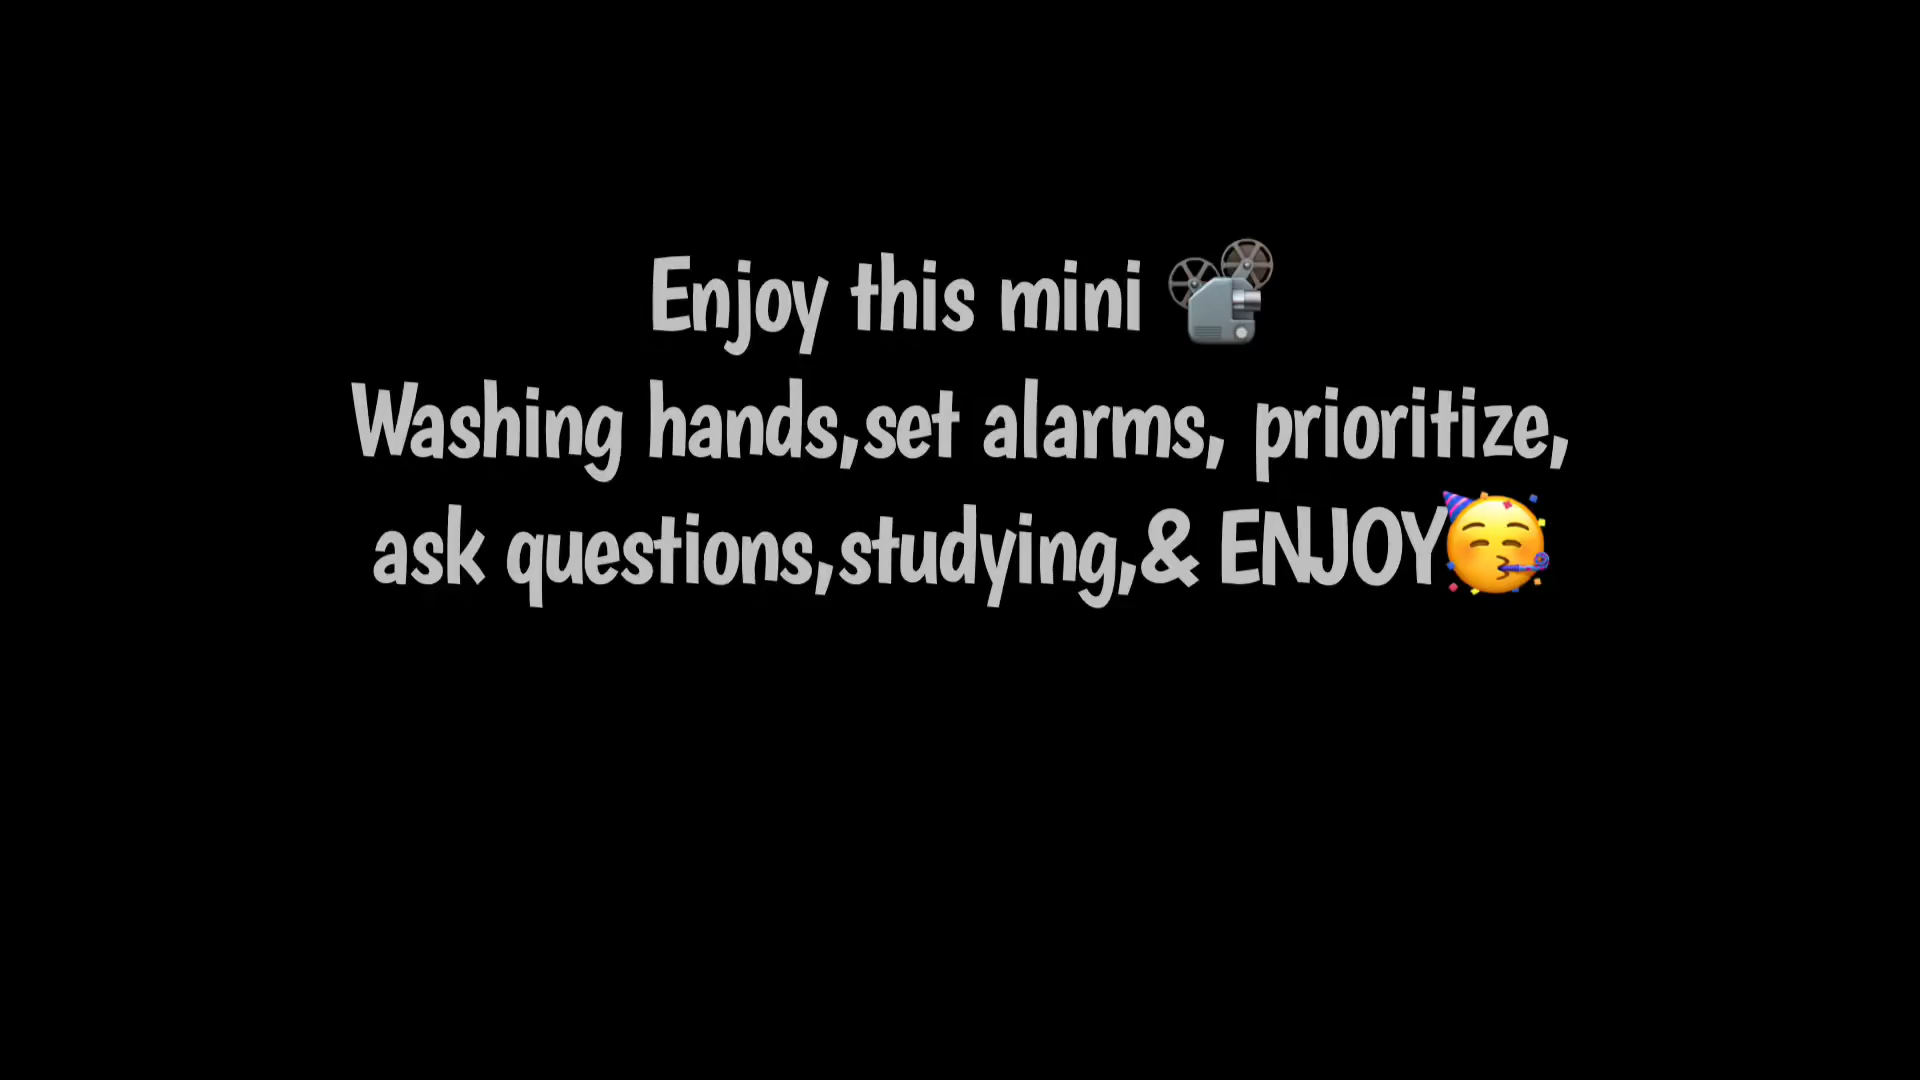 Enjoy this mini 📽
Washing hands,set alarms, prioritize,
ask questions,studying,& ENJOY🥳